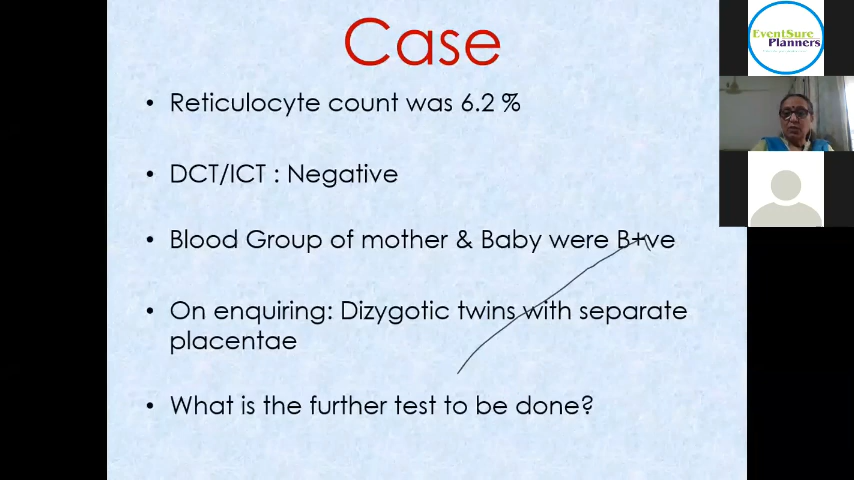 Case
• Reticulocyte count was 6.2 %
• DCT/ICT : Negative
• Blood Group of mother & Baby were B+ve
• On enquiring: Dizygotic twins with separate
placentae
• What is the further test to be done?
EventSure
Planners